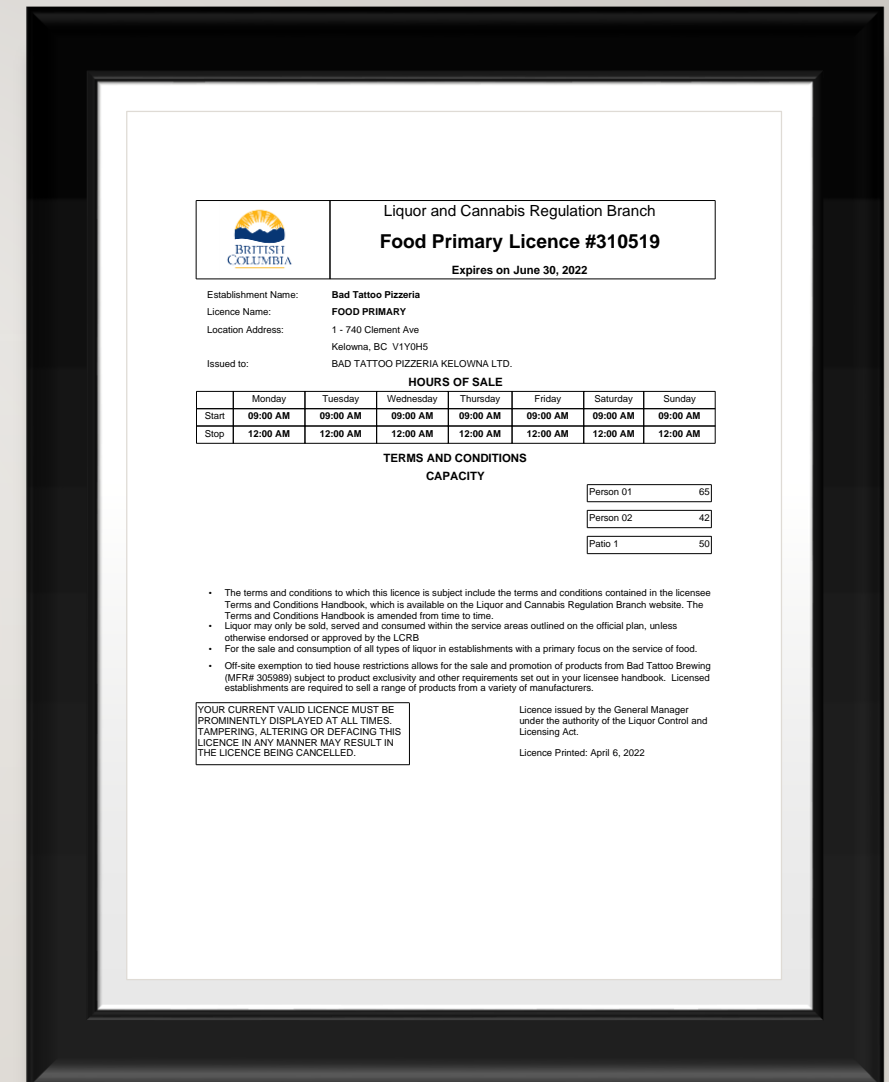 BRITISH
COLUMBIA
Liquor and Cannabis Regulation Branch
Food Primary Licence #310519
Expires on June 30, 2022
Establishment Name: Bad Tattoo Pizzeria
Licence Name: FOOD PRIMARY
Location Address: 1 - 740 Clement Ave
Kelowna, BC V1Y0H5
Issued to: BAD TATTOO PIZZERIA KELOWNA LTD.
HOURS OF SALE
Monday Tuesday Wednesday Thursday Friday Saturday Sunday
Start 09:00 AM 09:00 AM 09:00 AM 09:00 AM 09:00 AM 09:00 AM 09:00 AM
Stop 12:00 AM 12:00 AM 12:00 AM 12:00 AM 12:00 AM 12:00 AM 12:00 AM
TERMS AND CONDITIONS
CAPACITY
Person 01 65
Person 02 42
Patio 1 50
• The terms and conditions to which this licence is subject include the terms and conditions contained in the licensee
Terms and Conditions Handbook, which is available on the Liquor and Cannabis Regulation Branch website. The
Terms and Conditions Handbook is amended from time to time.
• Liquor may only be sold, served and consumed within the service areas outlined on the official plan, unless
otherwise endorsed or approved by the LCRB
• For the sale and consumption of all types of liquor in establishments with a primary focus on the service of food.
• Off-site exemption to tied house restrictions allows for the sale and promotion of products from Bad Tattoo Brewing
(MFR# 305989) subject to product exclusivity and other requirements set out in your licensee handbook. Licensed
establishments are required to sell a range of products from a variety of manufacturers.
YOUR CURRENT VALID LICENCE MUST BE
PROMINENTLY DISPLAYED AT ALL TIMES.
TAMPERING, ALTERING OR DEFACING THIS
LICENCE IN ANY MANNER MAY RESULT IN
THE LICENCE BEING CANCELLED.
Licence issued by the General Manager
under the authority of the Liquor Control and
Licensing Act.
Licence Printed: April 6, 2022